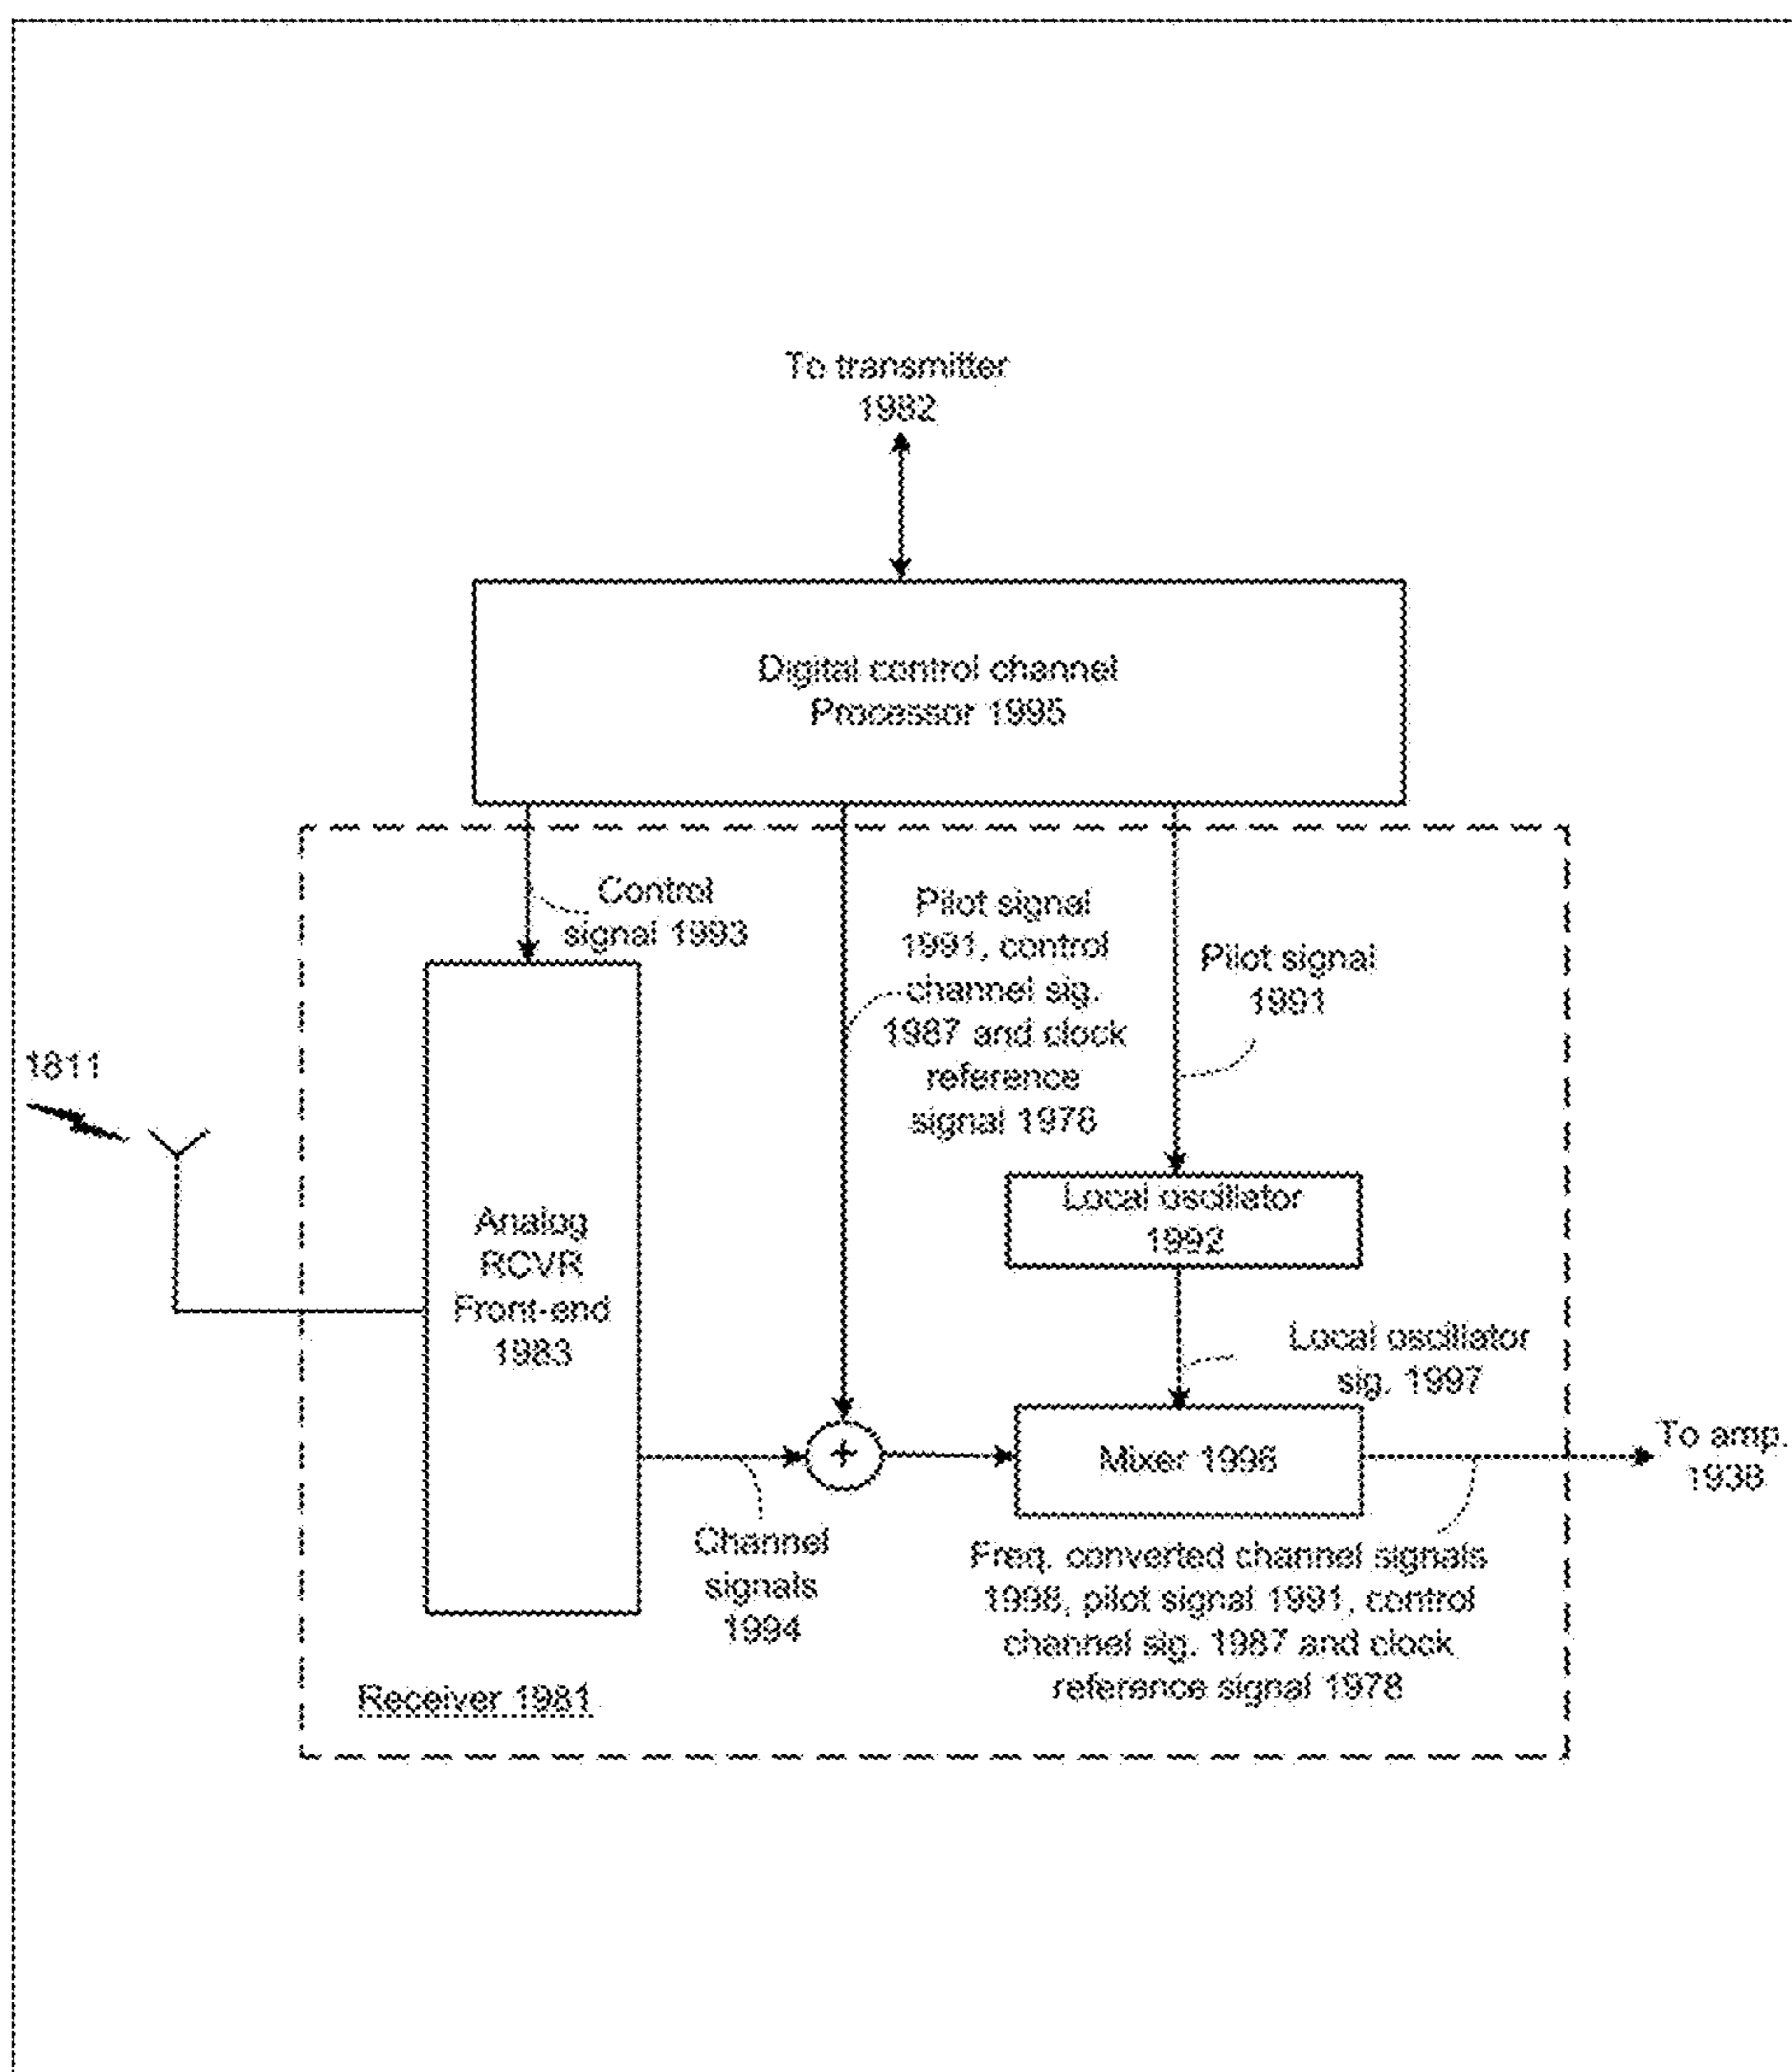 To transmitter
1982
Digital control channel
Processor 1995
Control
signal 1993
Pilot signal
1991, control
channel sig.
1987 and clock
reference
signal 1978
Pilot signal
1991
1811
Local oscillator
1992
Analog
RCVR
Front-end
1983
Local oscillator
sig. 1997
+
Mixer 1996
To amp.
1938
Channel
signals
1994
Freq. converted channel signals
1998, pilot signal 1991, control
channel sig. 1987 and clock
reference signal 1978
Receiver 1981